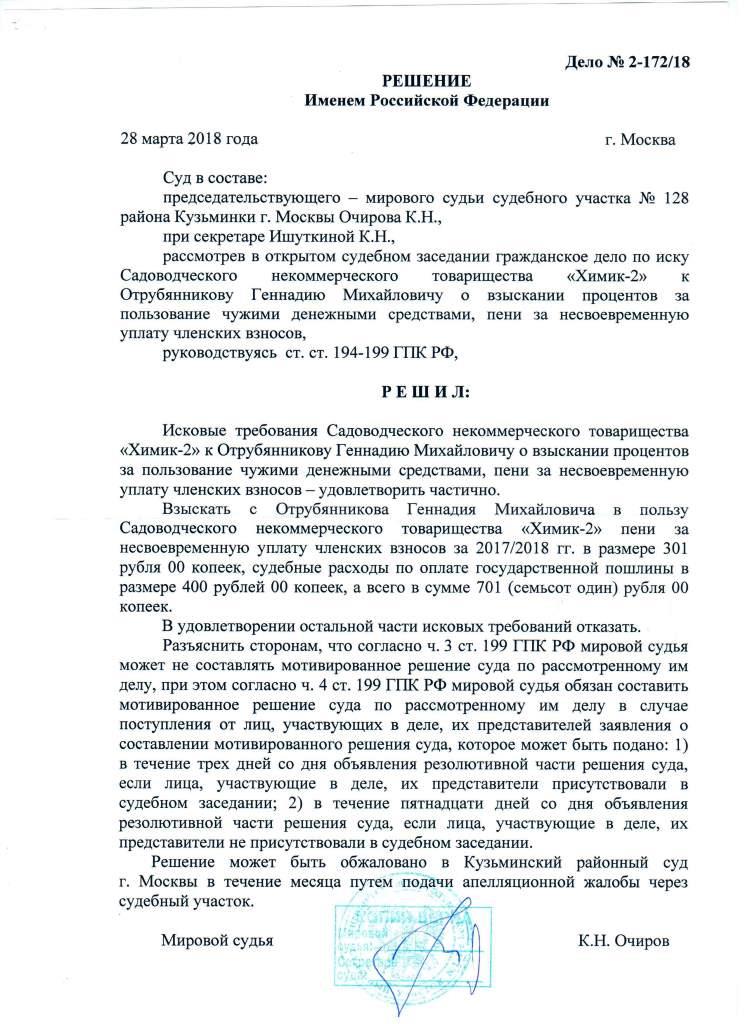 Дело № 2-172/18
РЕШЕНИЕ
Именем Российской Федерации
28 марта 2018 года г. Москва
Суд в составе:
председательствующего – мирового судьи судебного участка № 128
района Кузьминки г. Москвы Очирова К.Н.,
при секретаре Ишуткиной К.Н.,
рассмотрев в открытом судебном заседании гражданское дело по иску
Садоводческого некоммерческого товарищества «Химик-2» к
Отрубянникову Геннадию Михайловичу о взыскании процентов за
пользование чужими денежными средствами, пени за несвоевременную
уплату членских взносов,
руководствуясь ст. ст. 194-199 ГПК РФ,
Р Е Ш И Л:
Исковые требования Садоводческого некоммерческого товарищества
«Химик-2» к Отрубянникову Геннадию Михайловичу о взыскании процентов
за пользование чужими денежными средствами, пени за несвоевременную
уплату членских взносов – удовлетворить частично.
Взыскать с Отрубянникова Геннадия Михайловича в пользу
Садоводческого некоммерческого товарищества «Химик-2» пени за
несвоевременную уплату членских взносов за 2017/2018 гг. в размере 301
рубля 00 копеек, судебные расходы по оплате государственной пошлины в
размере 400 рублей 00 копеек, а всего в сумме 701 (семьсот один) рубля 00
копеек.
В удовлетворении остальной части исковых требований отказать.
Разъяснить сторонам, что согласно ч. 3 ст. 199 ГПК РФ мировой судья
может не составлять мотивированное решение суда по рассмотренному им
делу, при этом согласно ч. 4 ст. 199 ГПК РФ мировой судья обязан составить
мотивированное решение суда по рассмотренному им делу в случае
поступления от лиц, участвующих в деле, их представителей заявления о
составлении мотивированного решения суда, которое может быть подано: 1)
в течение трех дней со дня объявления резолютивной части решения суда,
если лица, участвующие в деле, их представители присутствовали в
судебном заседании; 2) в течение пятнадцати дней со дня объявления
резолютивной части решения суда, если лица, участвующие в деле, их
представители не присутствовали в судебном заседании.
Решение может быть обжаловано в Кузьминский районный суд
г. Москвы в течение месяца путем подачи апелляционной жалобы через
судебный участок.
Мировой судья К.Н. Очиров